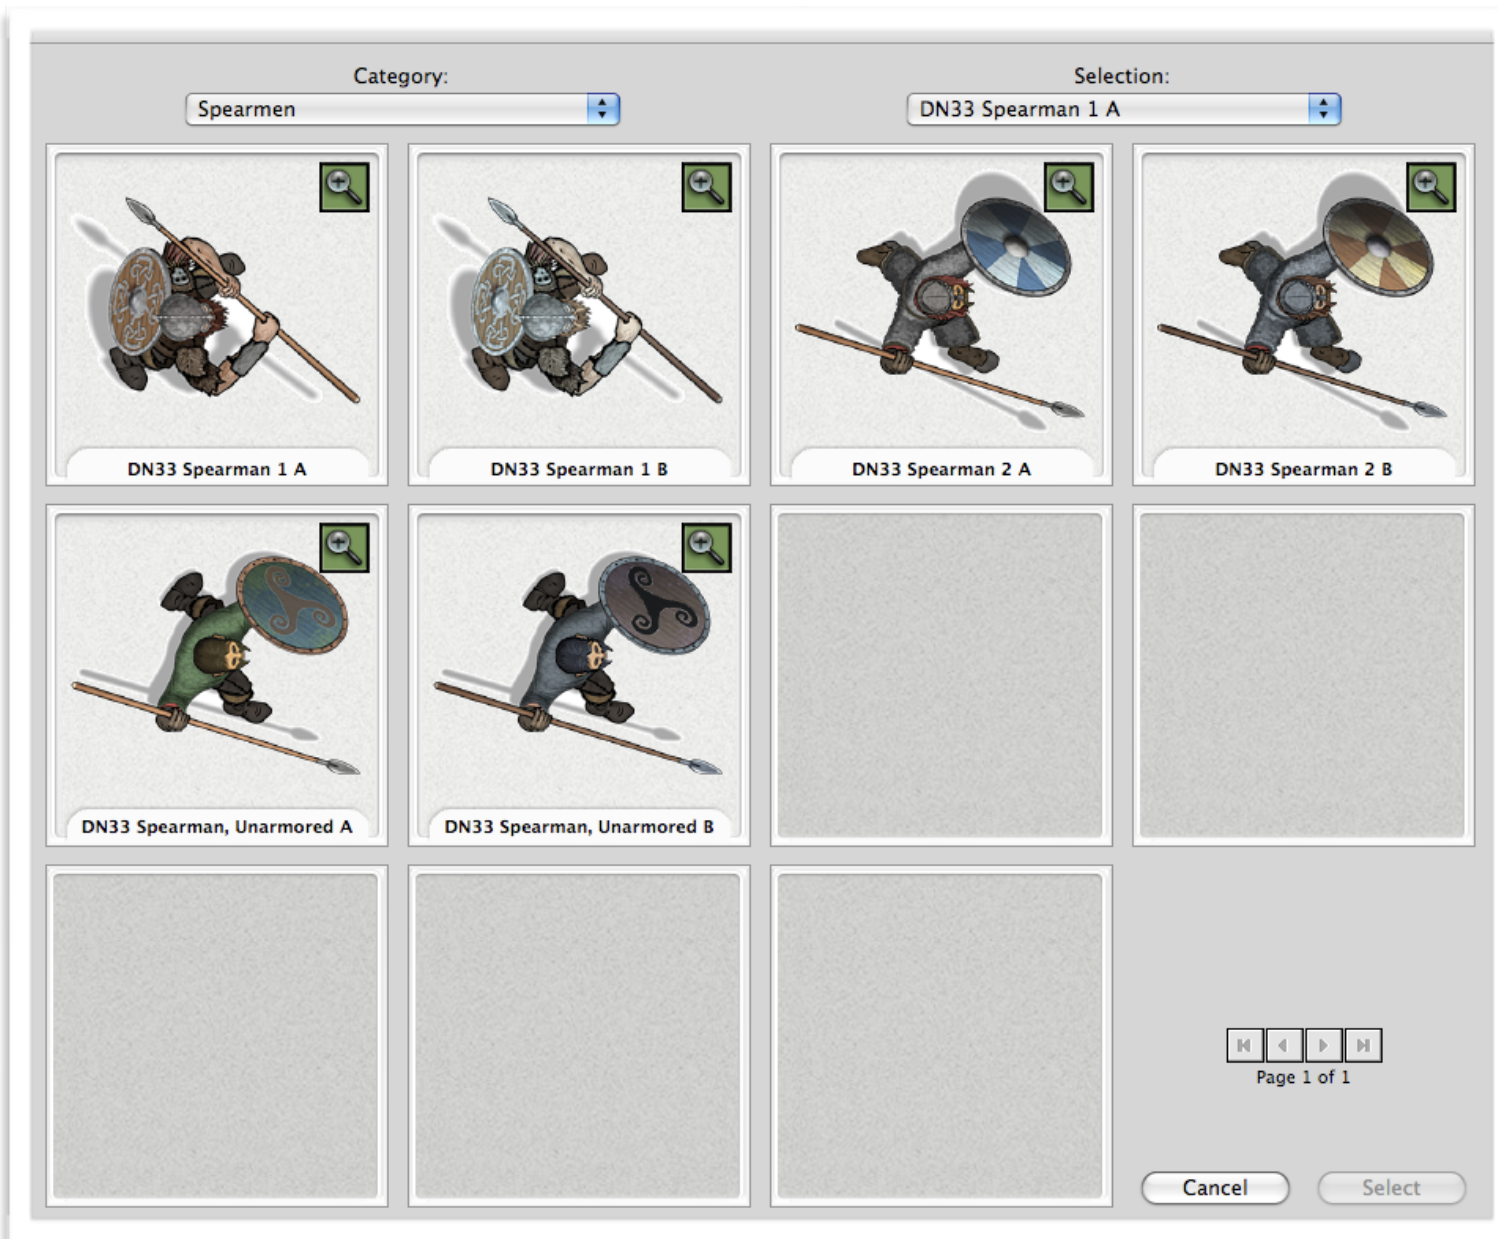 Category:
Selection:
Spearmen
DN33 Spearman 1 A
DN33 Spearman 1 A
DN33 Spearman 1 B
DN33 Spearman 2 A
DN33 Spearman 2 B
DN33 Spearman, Unarmored A
DN33 Spearman, Unarmored B
Page 1 of 1
Cancel
Select